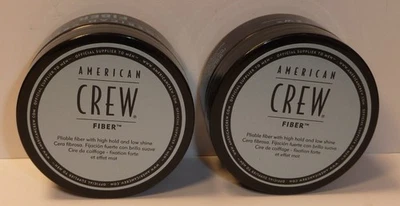 AMERICAN
CREW®
FIBER™
Pliable fiber with high hold and low shine
Cera fibrosa. Fijación fuerte con brillo suave
Cire de coiffage - fixation forte
et effet mat
AMERICAN
CREW®
FIBER™
Pliable fiber with high hold and low shine
Cera fibrosa. Fijación fuerte con brillo suave
Cire de coiffage - fixation forte
et effet mat